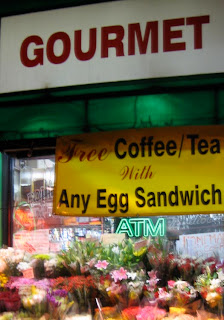 GOURMET
Free Coffee/Tea
With
Any Egg Sandwich
ATM